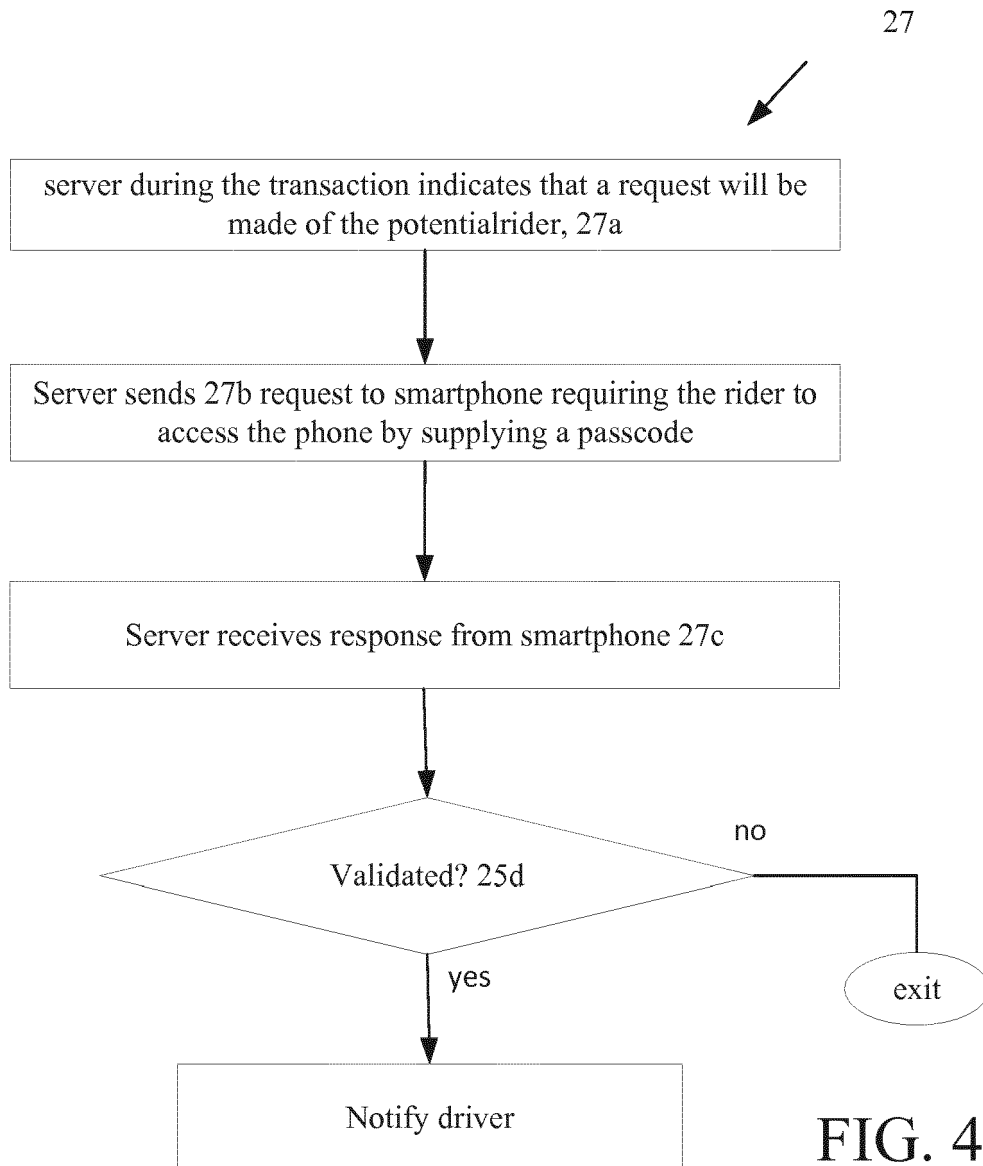 27
server during the transaction indicates that a request will be
made of the potentialrider, 27a
Server sends 27b request to smartphone requiring the rider to
access the phone by supplying a passcode
Server receives response from smartphone 27c
Validated? 25d
no
yes
exit
Notify driver
FIG. 4